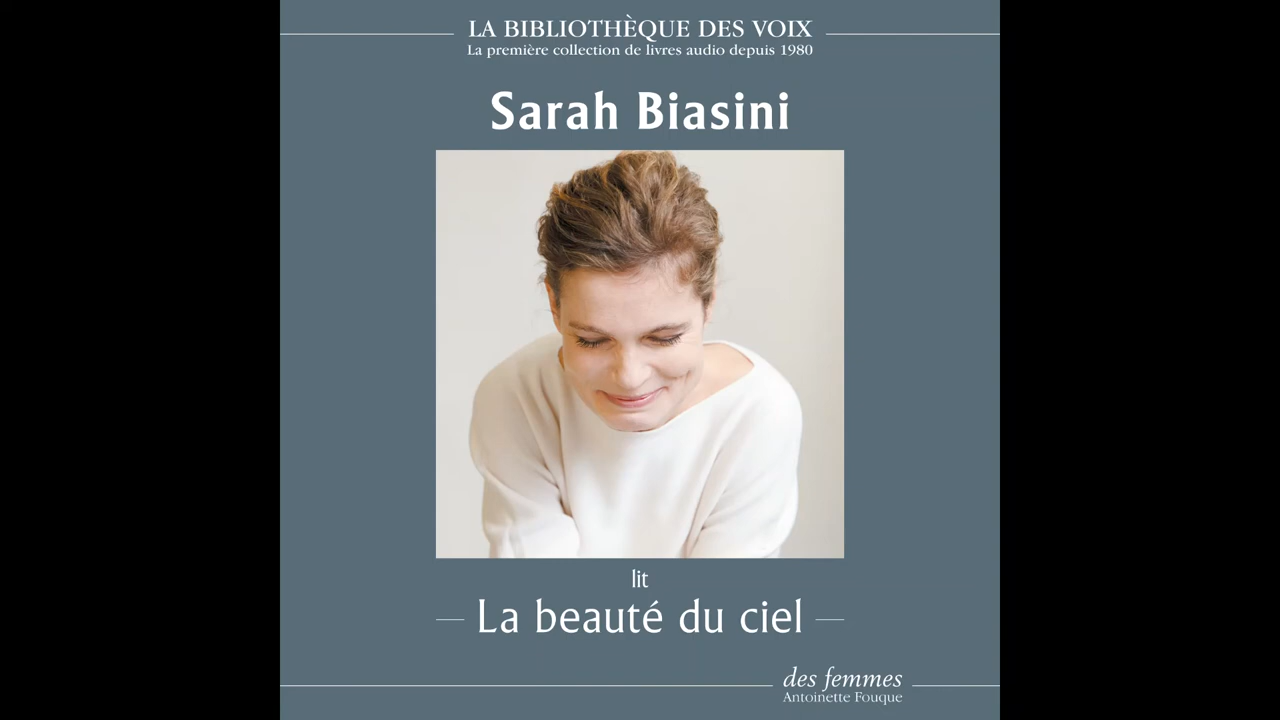 LA BIBLIOTHÈQUE DES VOIX
La première collection de livres audio depuis 1980
Sarah Biasini
lit
La beauté du ciel
des femmes
Antoinette Fouque